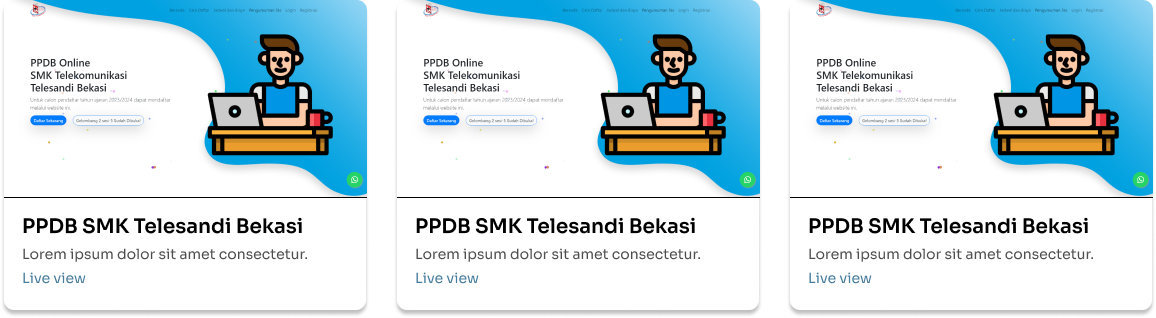 Beranda Cara Daftar Jadwal dan Biaya Pengumuman Tes Login Registrasi
PPDB Online
SMK Telekomunikasi
Telesandi Bekasi
Untuk calon pendaftar tahun ajaran 2023/2024 dapat mendaftar
melalui website ini.
Daftar Sekarang
Gelombang 2 sesi 5 Sudah Dibuka!
PPDB SMK Telesandi Bekasi
Lorem ipsum dolor sit amet consectetur.
Live view
Beranda Cara Daftar Jadwal dan Biaya Pengumuman Tes Login Registrasi
PPDB Online
SMK Telekomunikasi
Telesandi Bekasi
Untuk calon pendaftar tahun ajaran 2023/2024 dapat mendaftar
melalui website ini.
Daftar Sekarang
Gelombang 2 sesi 5 Sudah Dibuka!
PPDB SMK Telesandi Bekasi
Lorem ipsum dolor sit amet consectetur.
Live view
Beranda Cara Daftar Jadwal dan Biaya Pengumuman Tes Login Registrasi
PPDB Online
SMK Telekomunikasi
Telesandi Bekasi
Untuk calon pendaftar tahun ajaran 2023/2024 dapat mendaftar
melalui website ini.
Daftar Sekarang
Gelombang 2 sesi 5 Sudah Dibuka!
PPDB SMK Telesandi Bekasi
Lorem ipsum dolor sit amet consectetur.
Live view